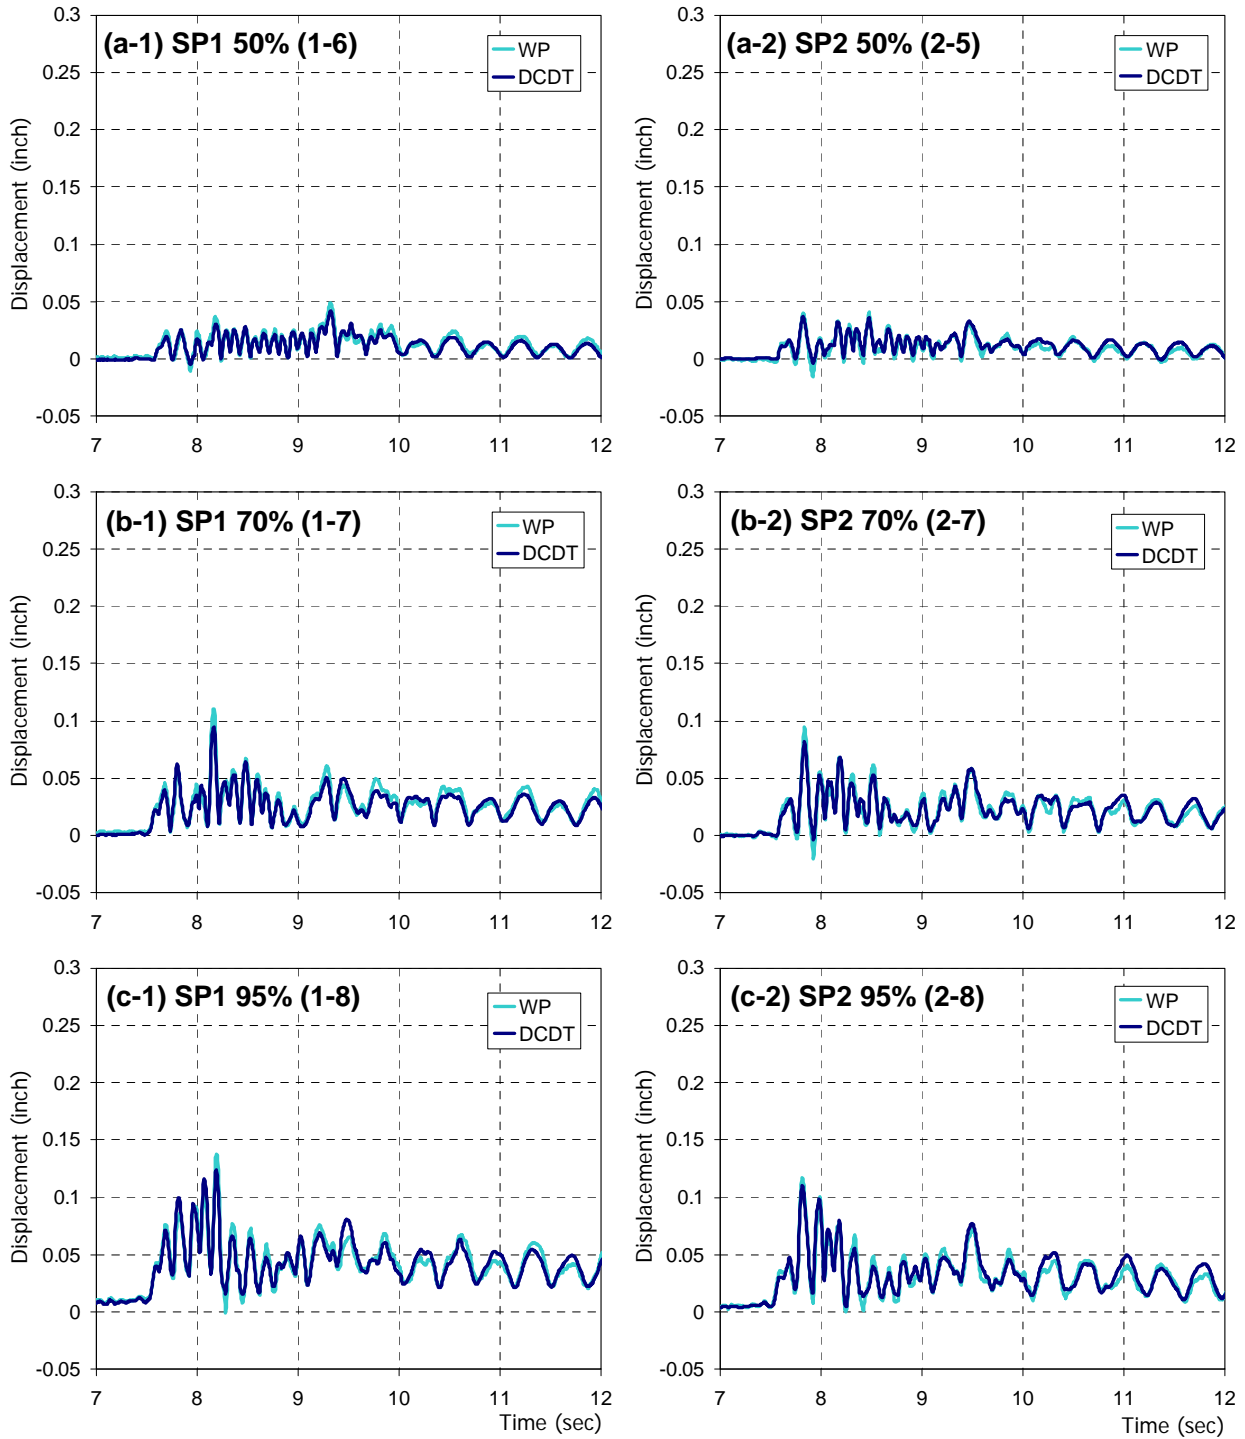 (a-1) SP1 50% (1-6)
WP
DCDT
Displacement (inch)
0.3
0.25
0.2
0.15
0.1
0.05
0
-0.05
7 8 9 10 11 12
(a-2) SP2 50% (2-5)
WP
DCDT
Displacement (inch)
0.3
0.25
0.2
0.15
0.1
0.05
0
-0.05
7 8 9 10 11 12
(b-1) SP1 70% (1-7)
WP
DCDT
Displacement (inch)
0.3
0.25
0.2
0.15
0.1
0.05
0
-0.05
7 8 9 10 11 12
(b-2) SP2 70% (2-7)
WP
DCDT
Displacement (inch)
0.3
0.25
0.2
0.15
0.1
0.05
0
-0.05
7 8 9 10 11 12
(c-1) SP1 95% (1-8)
WP
DCDT
Displacement (inch)
0.3
0.25
0.2
0.15
0.1
0.05
0
-0.05
7 8 9 10 11 12
Time (sec)
(c-2) SP2 95% (2-8)
WP
DCDT
Displacement (inch)
0.3
0.25
0.2
0.15
0.1
0.05
0
-0.05
7 8 9 10 11 12
Time (sec)